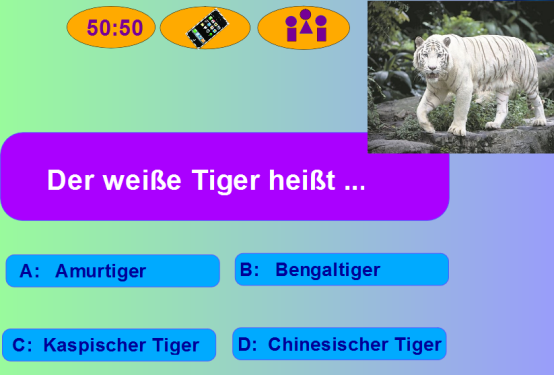 50:50
Der weiße Tiger heißt ...
A: Amurtiger
B: Bengaltiger
C: Kaspischer Tiger
D: Chinesischer Tiger